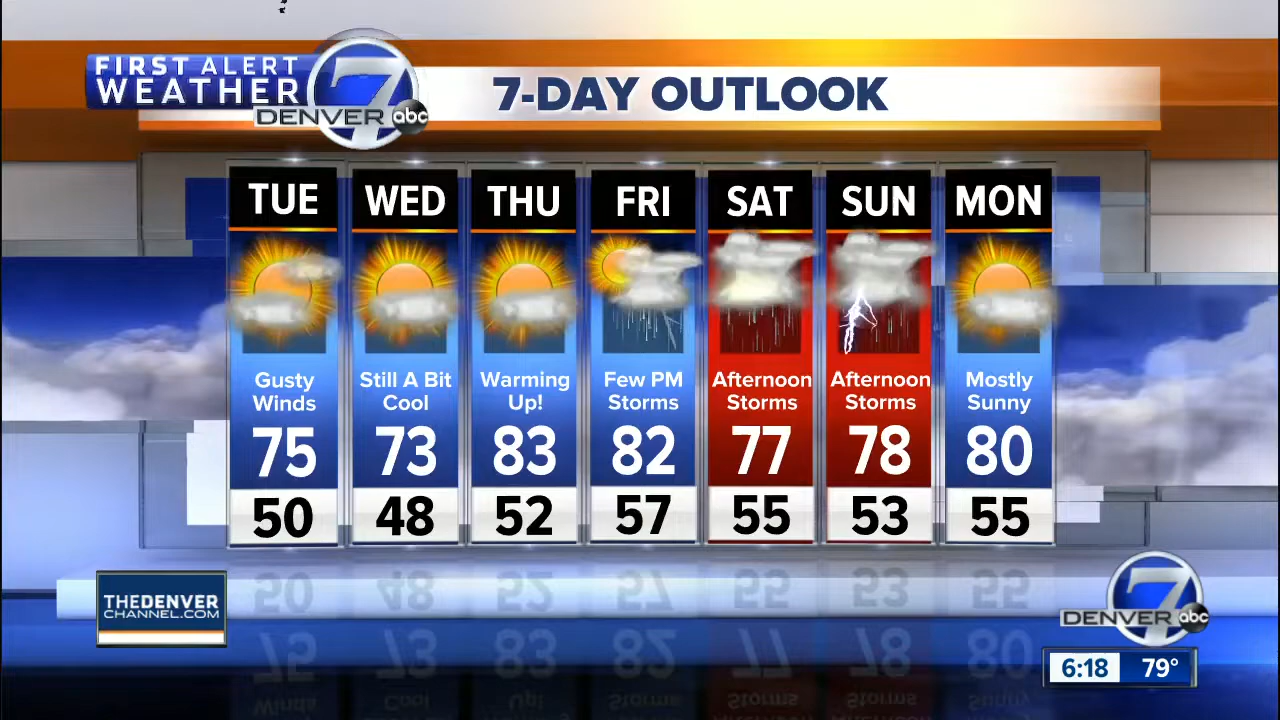 FIRST ALERT
WEATHER
7
DENVER abc
7-DAY OUTLOOK
TUE WED THU FRI SAT SUN MON
Gusty Still A Bit Warming Few PM Afternoon Afternoon Mostly
Winds Cool Up! Storms Storms Storms Sunny
75 73 83 82 77 78 80
50 48 52 57 55 53 55
THEDENVER
CHANNEL.COM
7
DENVER abc
6:18 79°